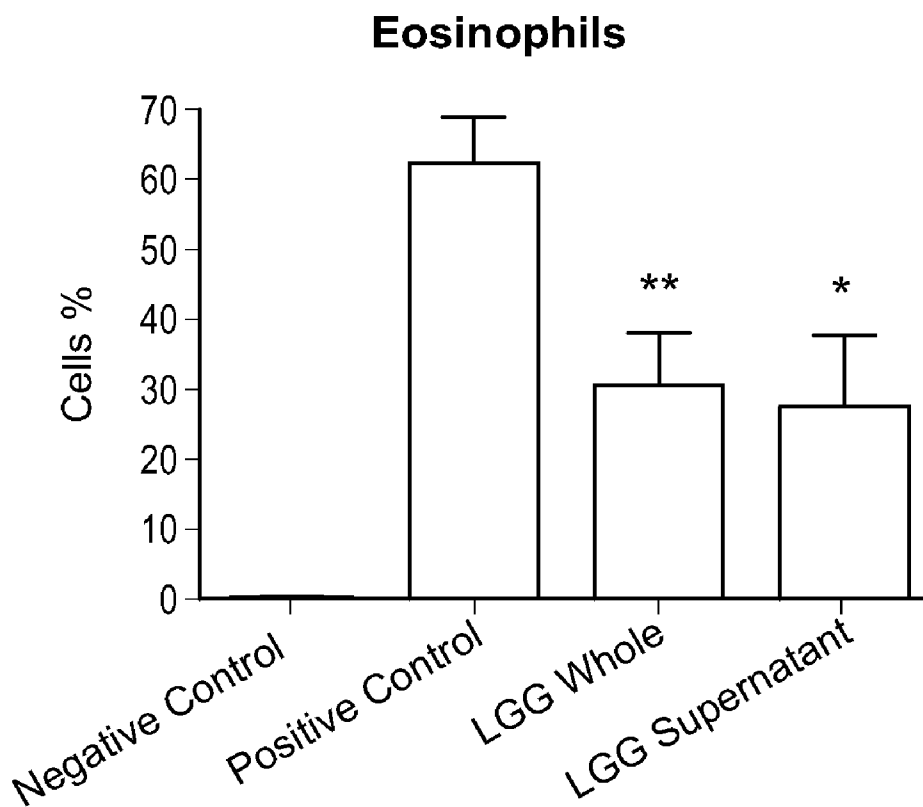 Eosinophils
Cells %
70
60
50
40
30
20
10
0
**
*
Negative Control
Positive Control
LGG Whole
LGG Supernatant